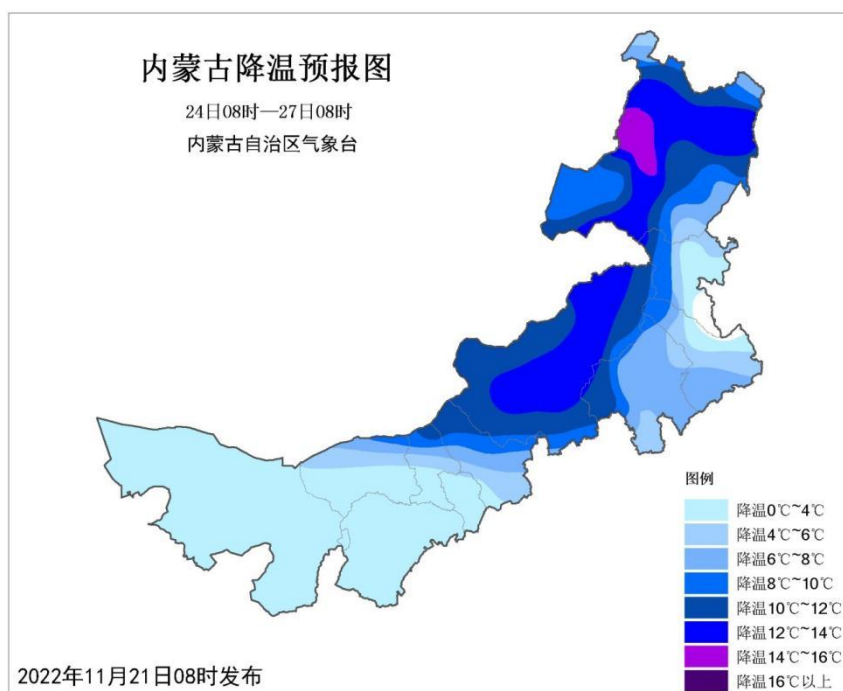 内蒙古降温预报图
24日08时—27日08时
内蒙古自治区气象台
图例
降温0℃~4℃
降温4℃~6℃
降温6℃~8℃
降温8℃~10℃
降温10℃~12℃
降温12℃~14℃
降温14℃~16℃
降温16℃以上
2022年11月21日08时发布